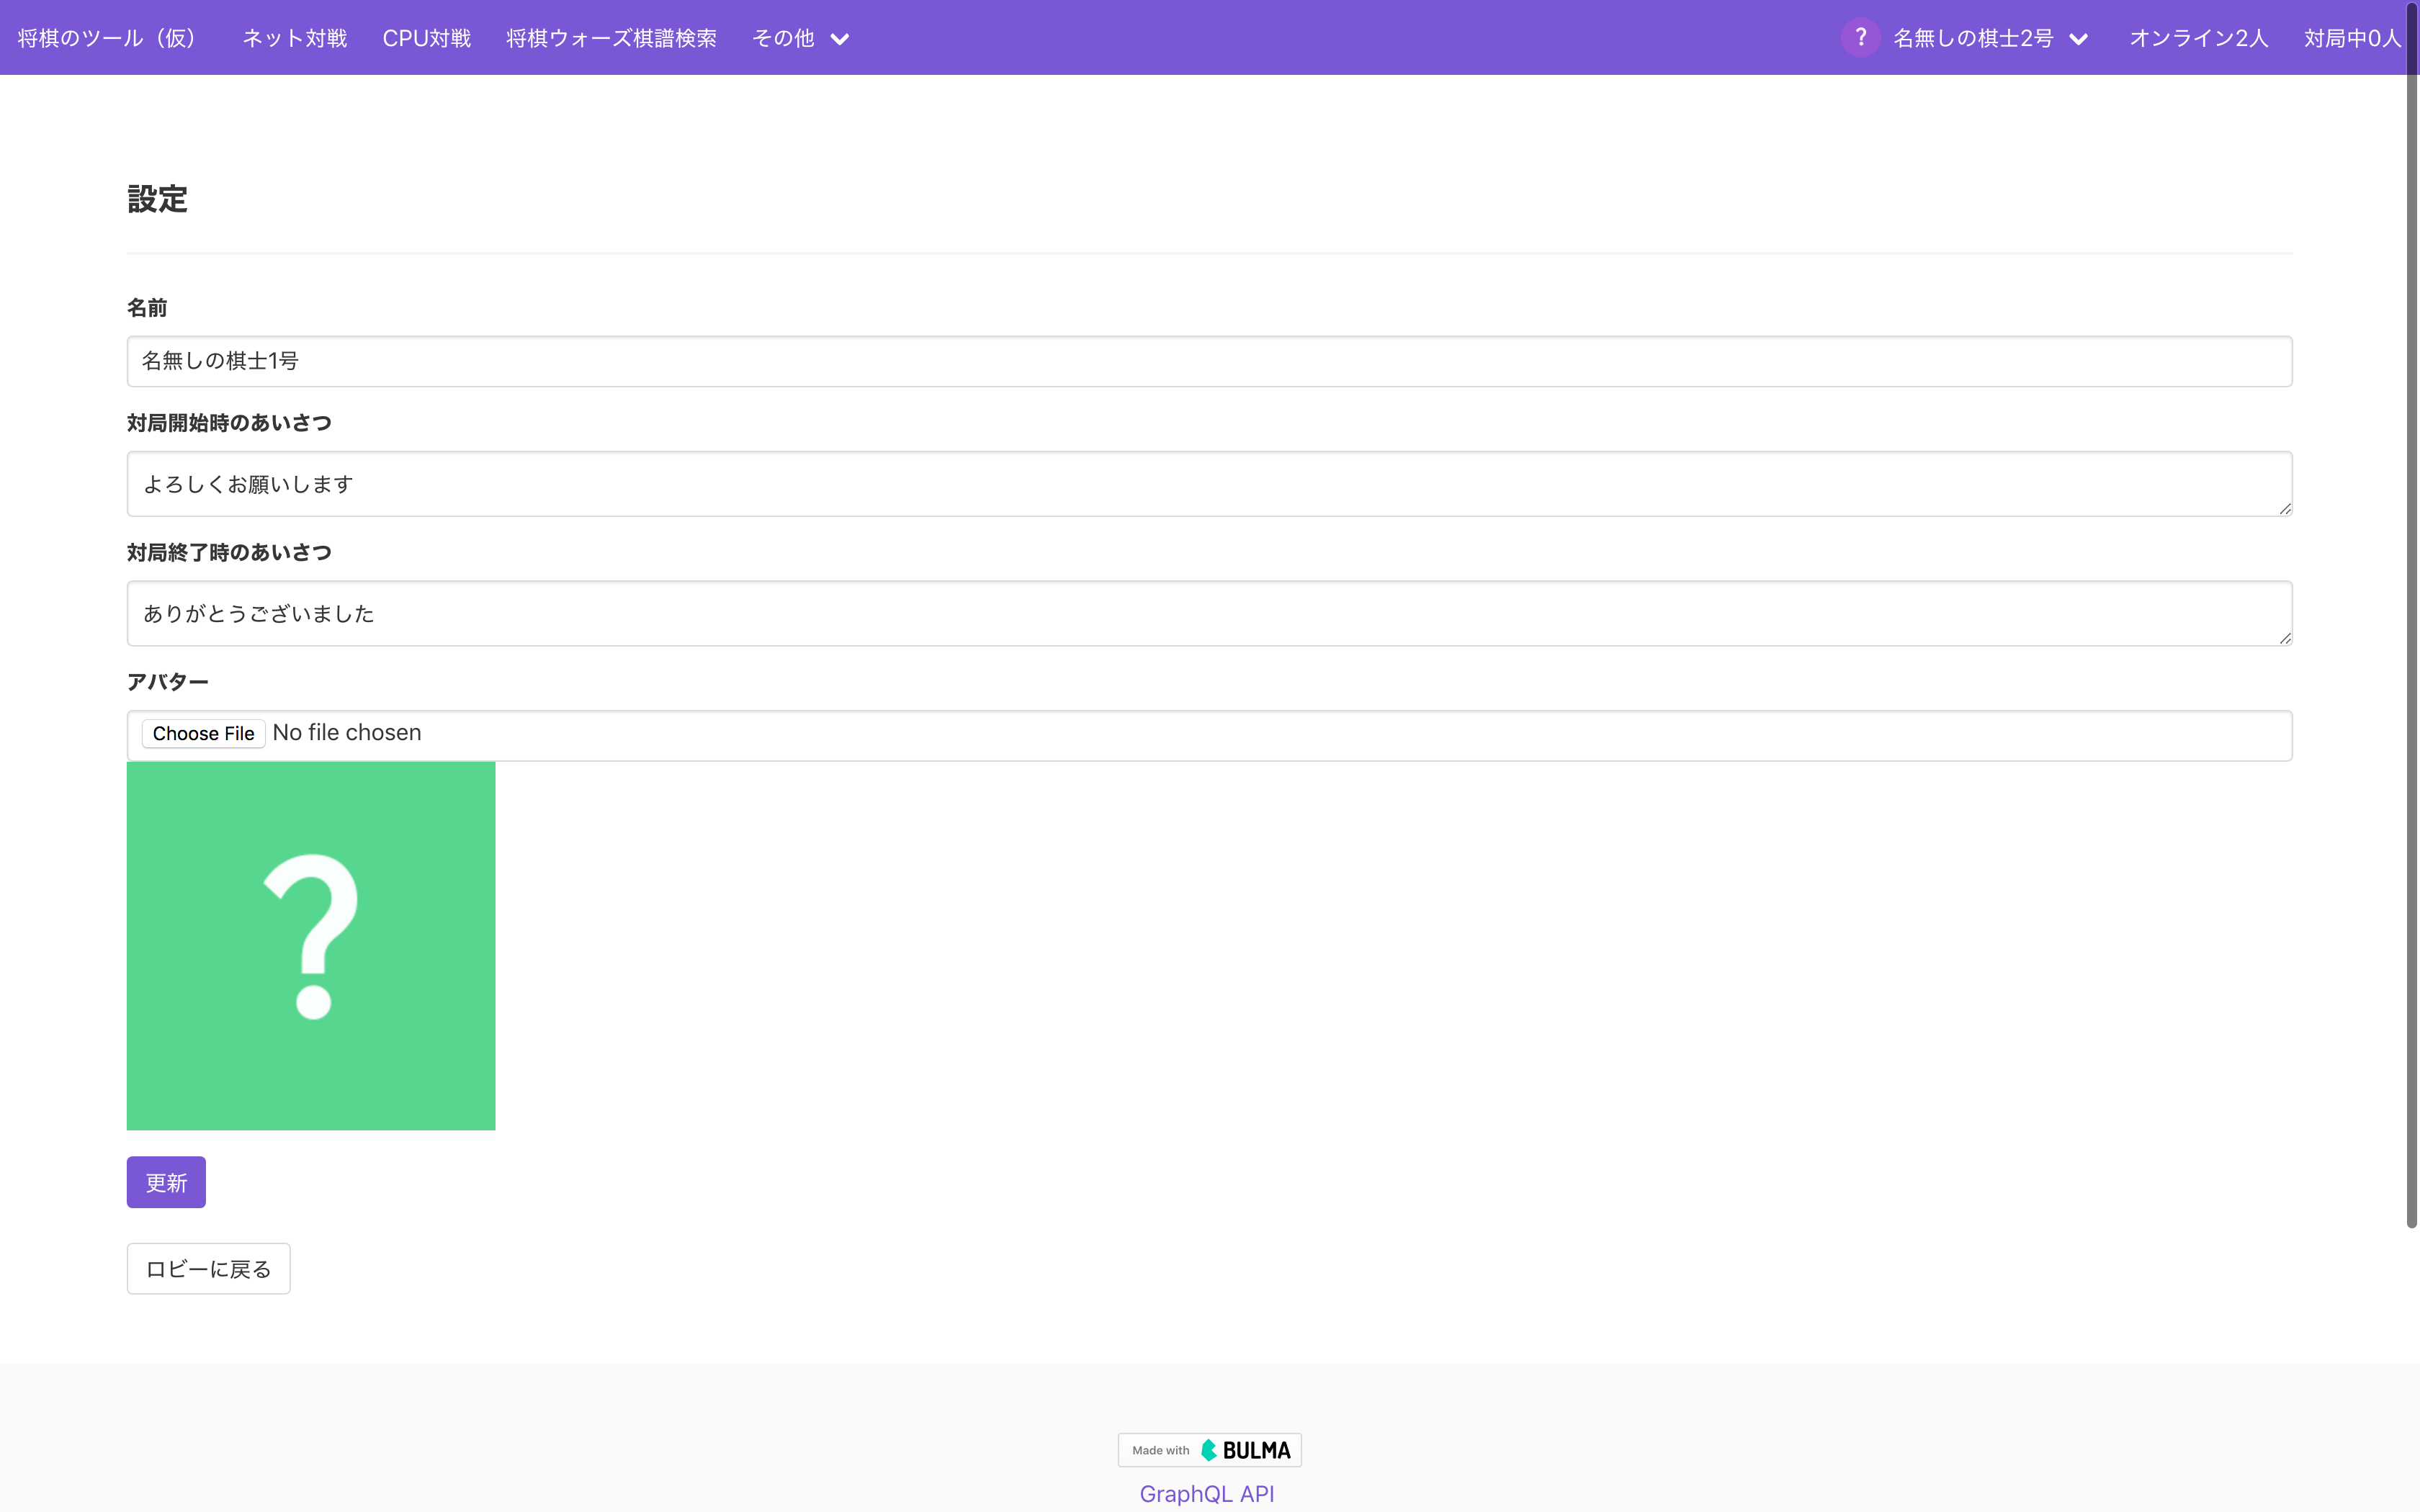 将棋のツール（仮） ネット対戦 CPU対戦 将棋ウォーズ棋譜検索 その他 ? 名無しの棋士2号 オンライン2人 対局中0人
設定
名前
名無しの棋士1号
対局開始時のあいさつ
よろしくお願いします
対局終了時のあいさつ
ありがとうございました
アバター
Choose File No file chosen
?
更新
ロビーに戻る
Made with BULMA
GraphQL API